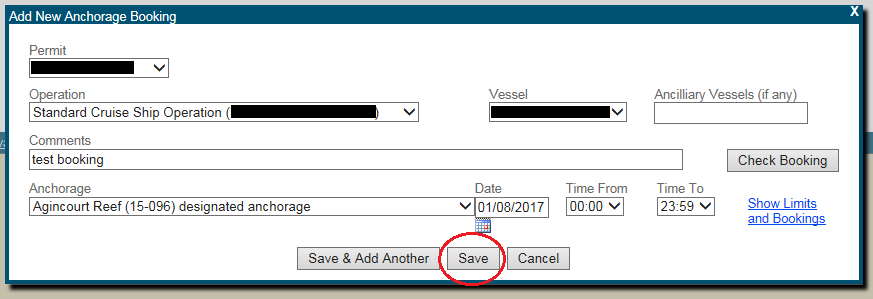 Add New Anchorage Booking X
Permit
Operation Vessel Ancilliary Vessels (if any)
Standard Cruise Ship Operation ( )
Comments
test booking Check Booking
Anchorage Date Time From Time To
Agincourt Reef (15-096) designated anchorage 01/08/2017 00:00 23:59 Show Limits
and Bookings
Save & Add Another Save Cancel